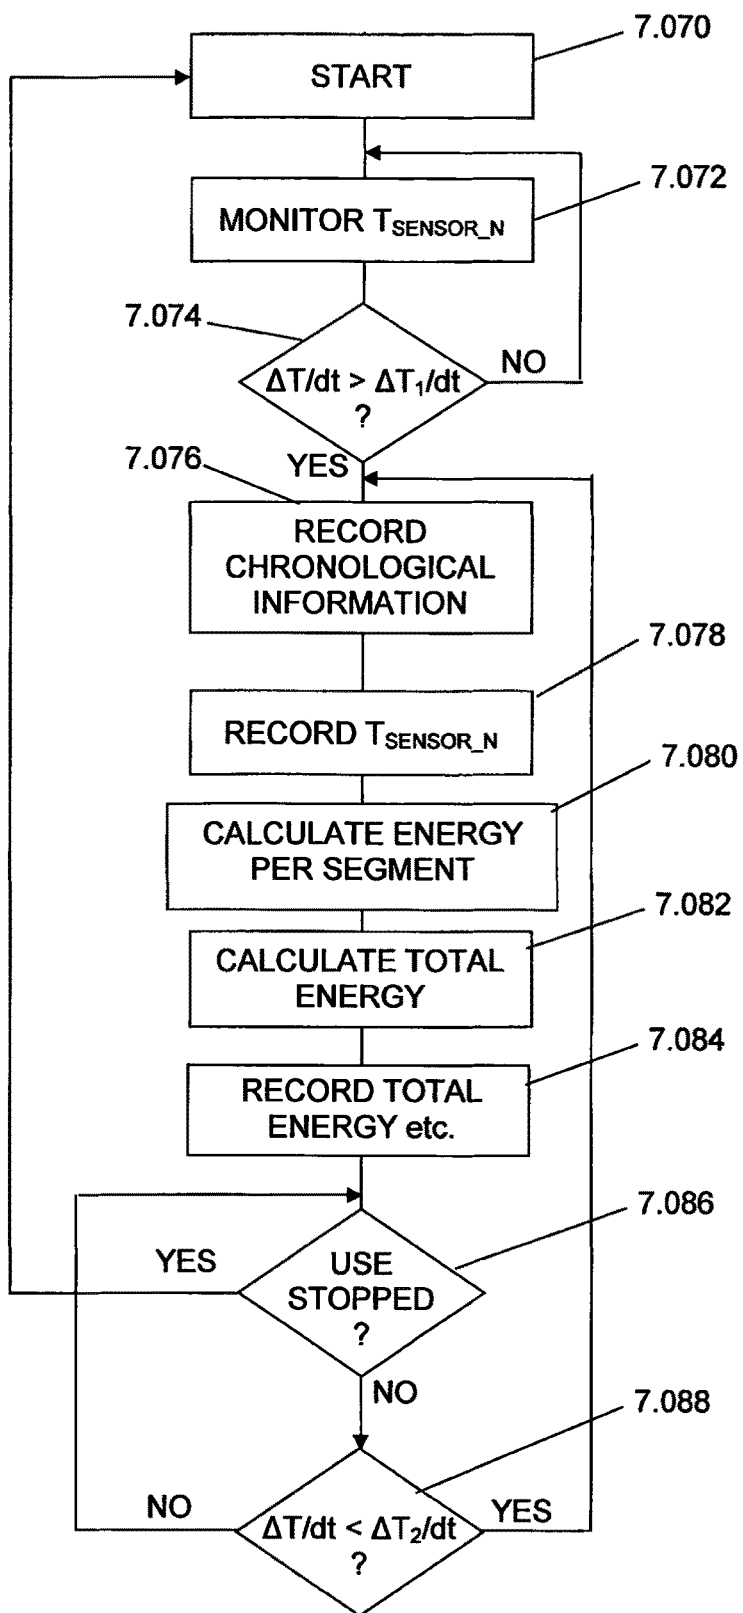 7.070
START
7.072
MONITOR TSENSOR_N
7.074
ΔT/dt > ΔT1/dt
?
NO
YES
7.076
RECORD
CHRONOLOGICAL
INFORMATION
7.078
RECORD TSENSOR_N
7.080
CALCULATE ENERGY
PER SEGMENT
7.082
CALCULATE TOTAL
ENERGY
7.084
RECORD TOTAL
ENERGY etc.
7.086
YES
USE
STOPPED
?
NO
7.088
NO
ΔT/dt < ΔT2/dt
?
YES